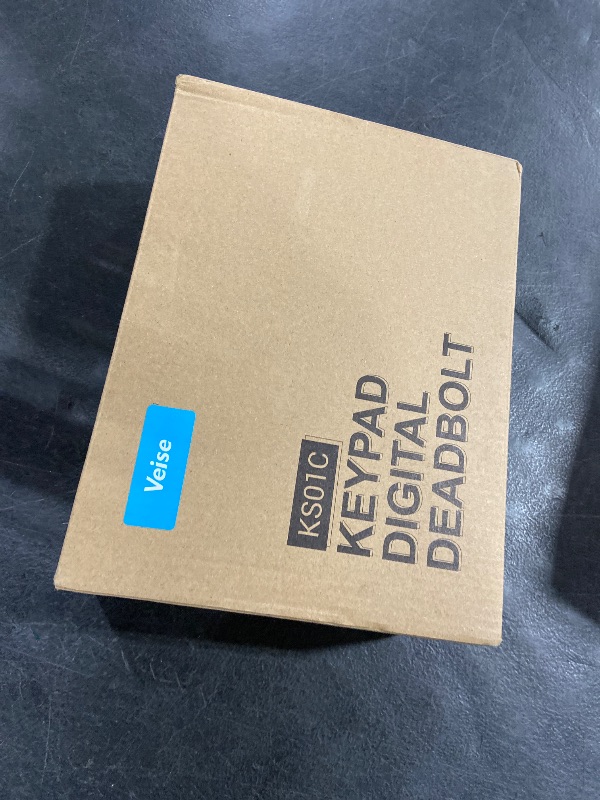 Veise
KS01C
KEYPAD
DIGITAL
DEADBOLT